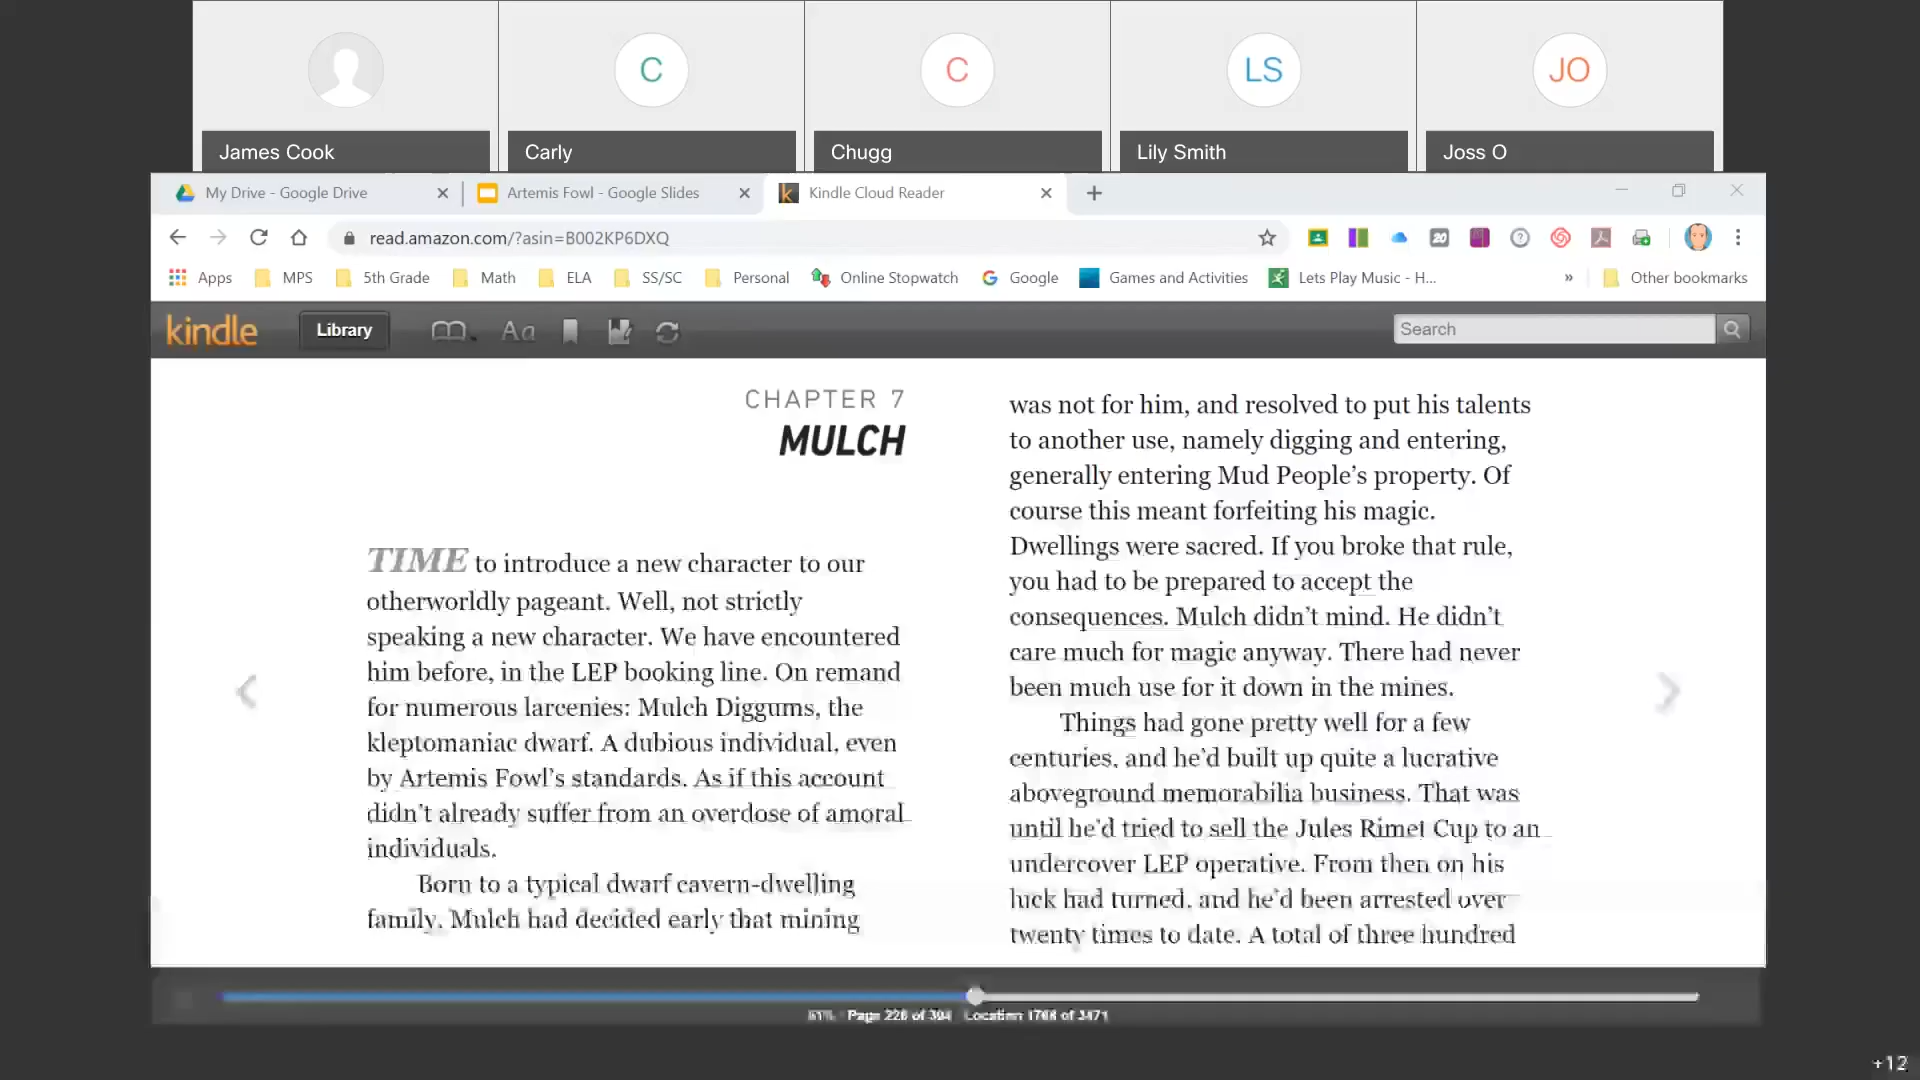 C
C
LS
JO
James Cook
Carly
Chugg
Lily Smith
Joss O
My Drive - Google Drive
Artemis Fowl - Google Slides
Kindle Cloud Reader
read.amazon.com/?asin=B002KP6DXQ
20
Apps
MPS
5th Grade
Math
ELA
SS/SC
Personal
Online Stopwatch
Google
Games and Activities
Lets Play Music - H...
»
Other bookmarks
kindle
Library
Aa
Search
CHAPTER 7
MULCH
TIME to introduce a new character to our
otherworldly pageant. Well, not strictly
speaking a new character. We have encountered
him before, in the LEP booking line. On remand
for numerous larcenies: Mulch Diggums, the
kleptomaniac dwarf. A dubious individual, even
by Artemis Fowl's standards. As if this account
didn't already suffer from an overdose of amoral
individuals.
Born to a typical dwarf cavern-dwelling
family, Mulch had decided early that mining
was not for him, and resolved to put his talents
to another use, namely digging and entering,
generally entering Mud People's property. Of
course this meant forfeiting his magic.
Dwellings were sacred. If you broke that rule,
you had to be prepared to accept the
consequences. Mulch didn't mind. He didn't
care much for magic anyway. There had never
been much use for it down in the mines.
Things had gone pretty well for a few
centuries, and he'd built up quite a lucrative
aboveground memorabilia business. That was
until he'd tried to sell the Jules Rimet Cup to an
undercover LEP operative. From then on his
luck had turned, and he'd been arrested over
twenty times to date. A total of three hundred
Page of Location of
+12